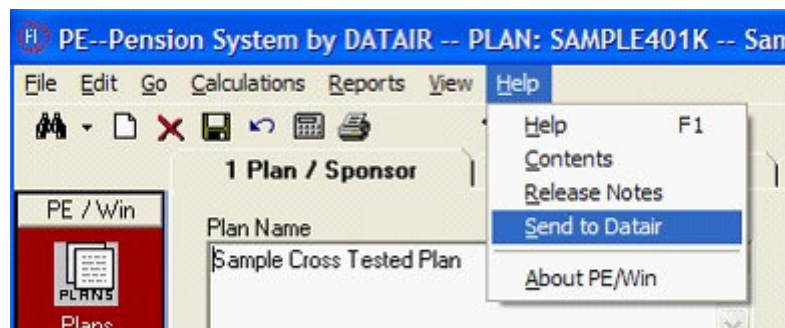 PE--Pension System by DATAIR -- PLAN: SAMPLE401K -- Sam
File Edit Go Calculations Reports View Help
Help F1
Contents
Release Notes
Send to Datair
About PE/Win
1 Plan / Sponsor
PE / Win
Plan Name
Sample Cross Tested Plan
PLANS
Plans